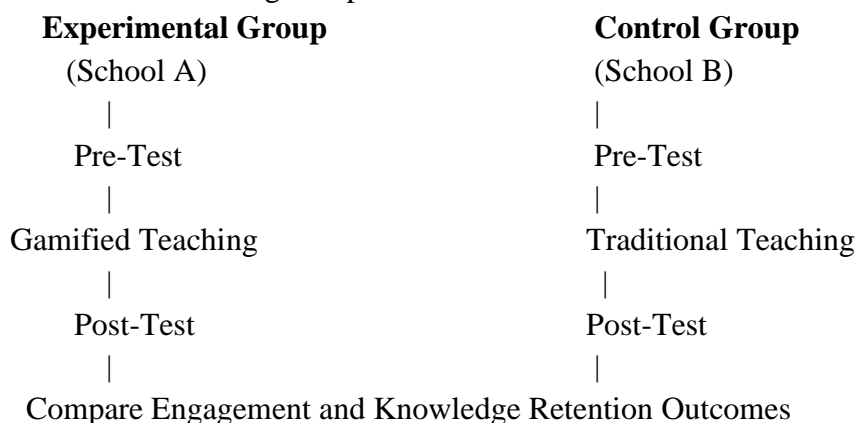 Experimental Group Control Group
(School A) (School B)
| |
Pre-Test Pre-Test
| |
Gamified Teaching Traditional Teaching
| |
Post-Test Post-Test
| |
Compare Engagement and Knowledge Retention Outcomes